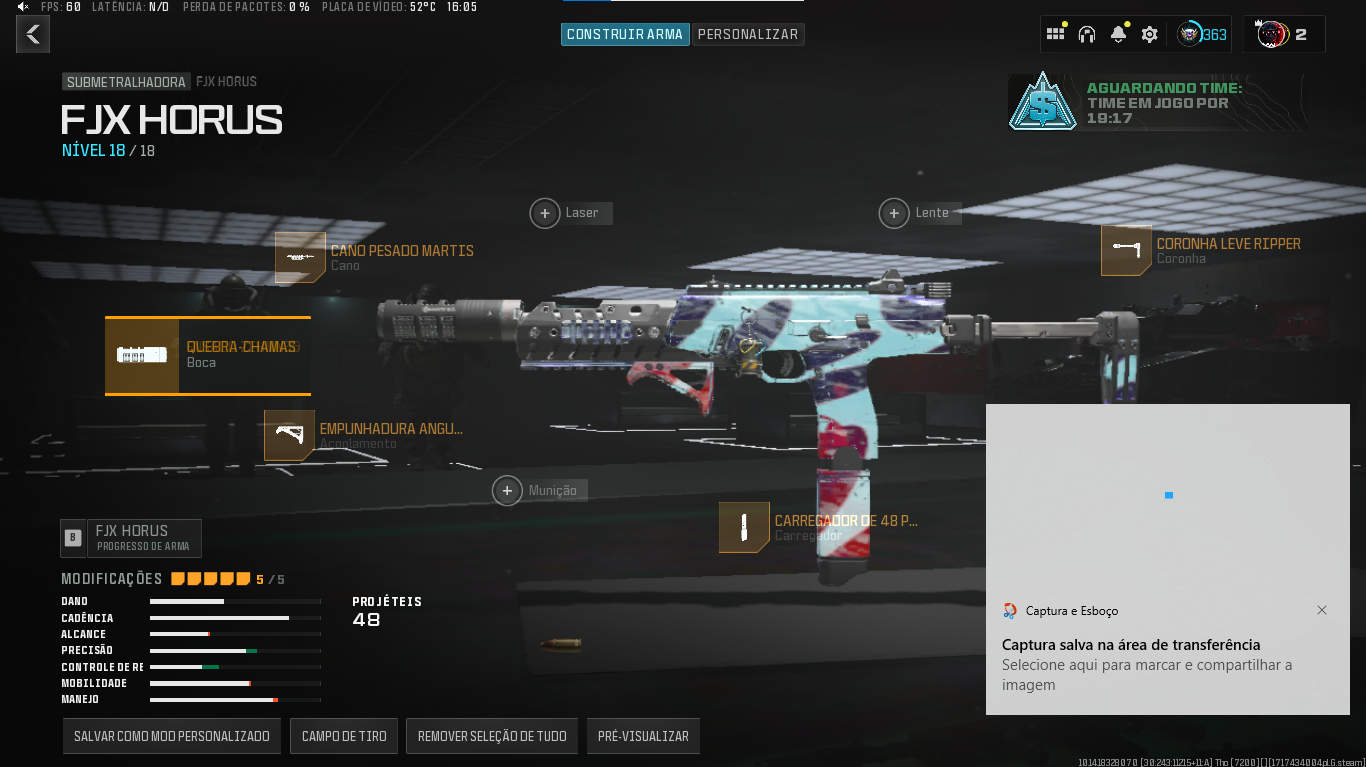 FPS: 60 LATÊNCIA: N/D PERDA DE PACOTES: 0 % PLACA DE VÍDEO: 52°C 16:05
CONSTRUIR ARMA PERSONALIZAR
363 2
SUBMETRALHADORA FJX HORUS
FJX HORUS
NÍVEL 18 / 18
AGUARDANDO TIME:
TIME EM JOGO POR
19:17
Laser
Lente
CANO PESADO MARTIS
Cano
CORONHA LEVE RIPPER
Coronha
QUEBRA-CHAMAS
Boca
EMPUNHADURA ANGU...
Acoplamento
Munição
CARREGADOR DE 48 P...
Carregador
B FJX HORUS
PROGRESSO DE ARMA
MODIFICAÇÕES 5 / 5
DANO
CADÊNCIA
ALCANCE
PRECISÃO
CONTROLE DE RE
MOBILIDADE
MANEJO
PROJÉTEIS
48
Captura e Esboço
Captura salva na área de transferência
Selecione aqui para marcar e compartilhar a
imagem
SALVAR COMO MOD PERSONALIZADO CAMPO DE TIRO REMOVER SELEÇÃO DE TUDO PRÉ-VISUALIZAR